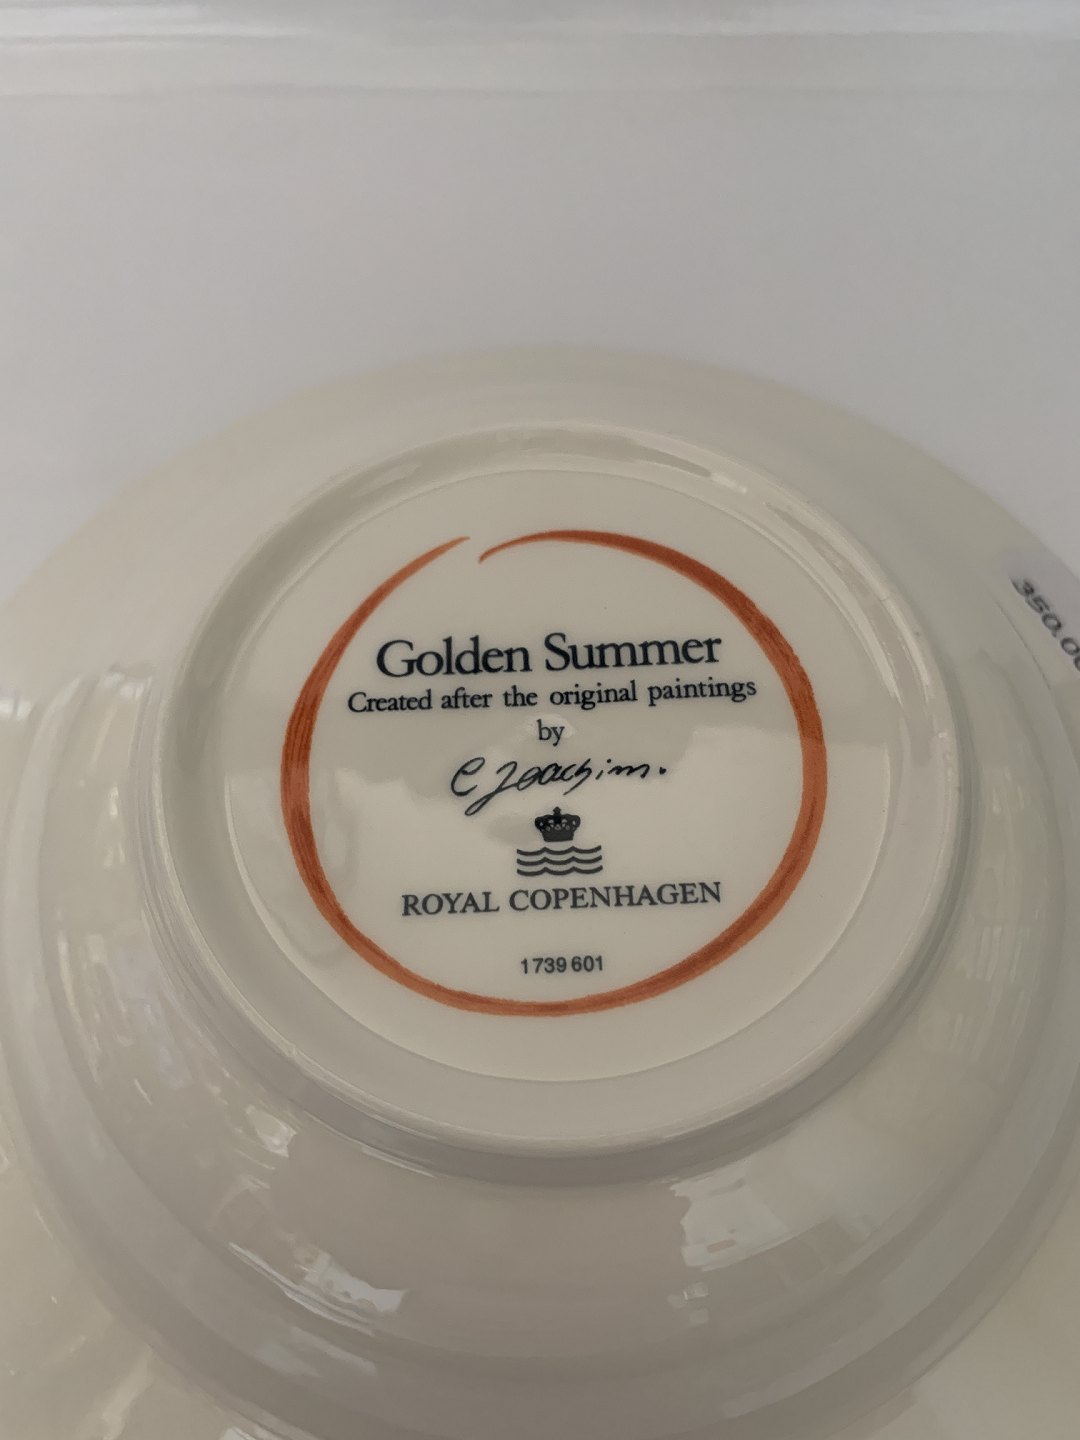 Golden Summer
Created after the original paintings
by
C Joachim.
ROYAL COPENHAGEN
1739 601